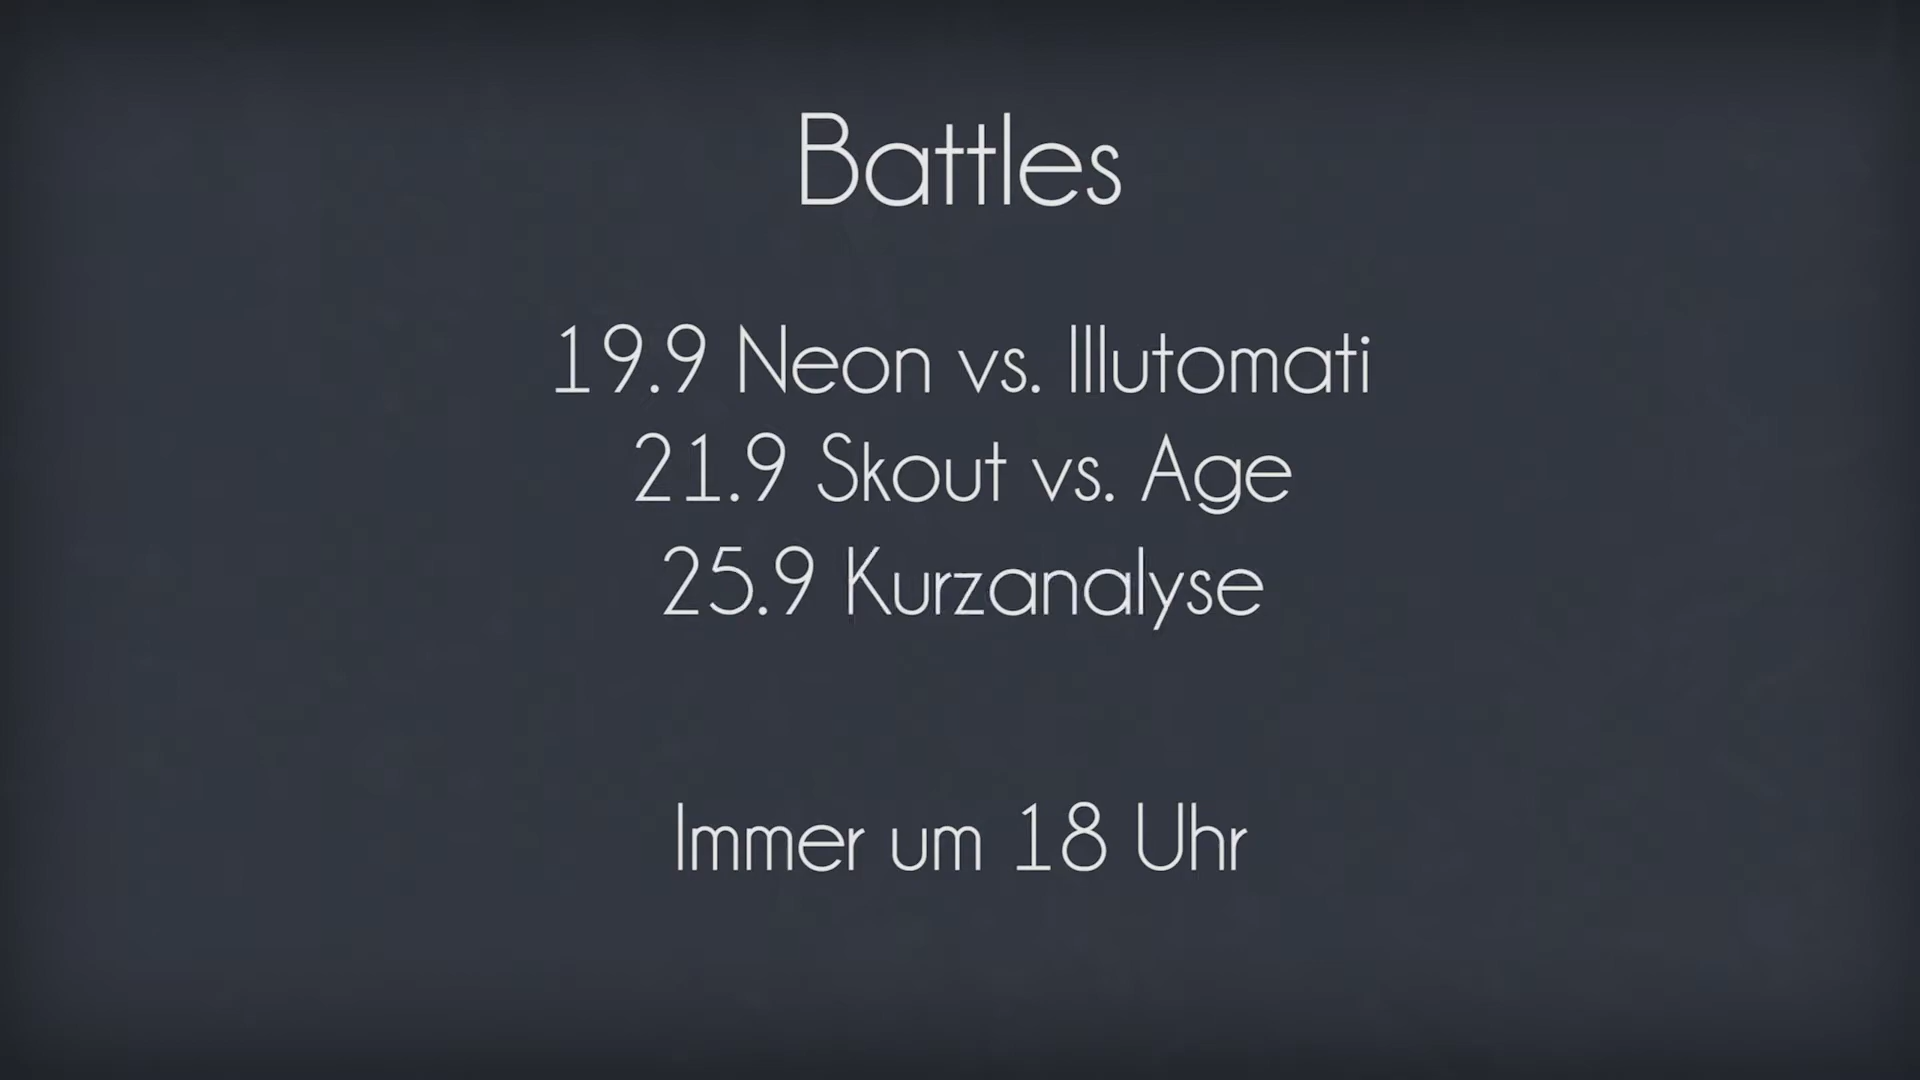 Battles
19.9 Neon vs. Illutomati
21.9 Skout vs. Age
25.9 Kurzanalyse
Immer um 18 Uhr